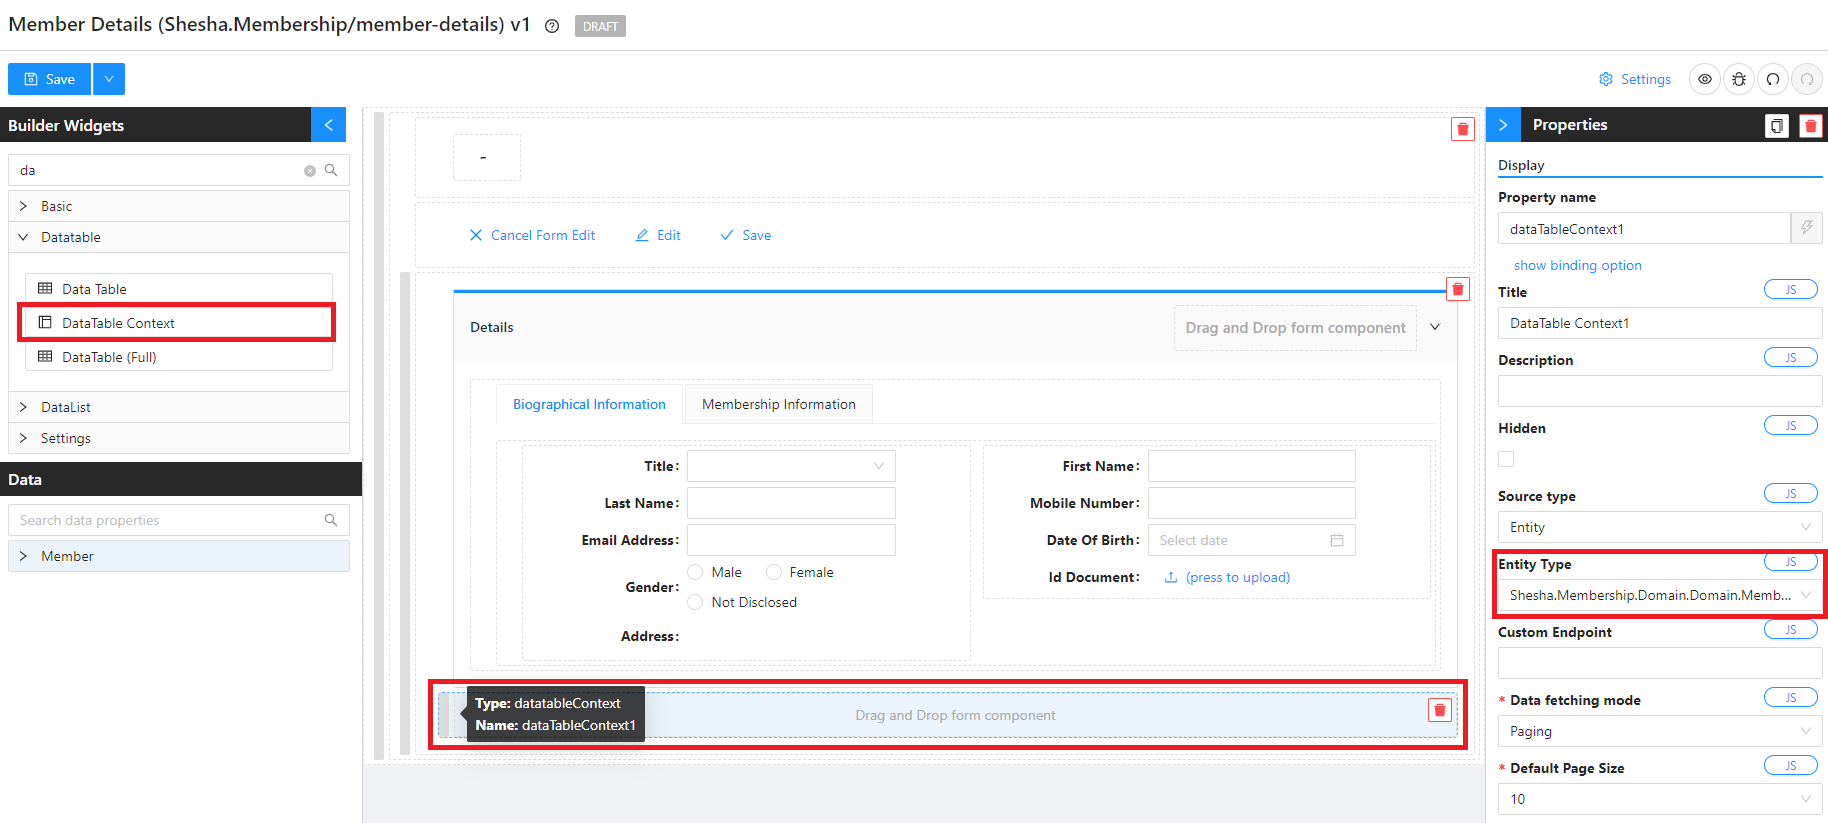 Member Details (Shesha.Membership/member-details) v1 DRAFT
Save
Settings
Builder Widgets
da
Basic
Datatable
Data Table
DataTable Context
DataTable (Full)
DataList
Settings
Data
Search data properties
Member
-
Cancel Form Edit Edit Save
Details
Drag and Drop form component
Biographical Information Membership Information
Title:
First Name:
Last Name:
Mobile Number:
Email Address:
Date Of Birth: Select date
Gender: Male Female
Not Disclosed
Id Document: (press to upload)
Address:
Type: datatableContext
Name: dataTableContext1
Drag and Drop form component
Properties
Display
Property name
dataTableContext1
show binding option
Title JS
DataTable Context1
Description JS
Hidden JS
Source type JS
Entity
Entity Type JS
Shesha.Membership.Domain.Domain.Memb...
Custom Endpoint JS
* Data fetching mode JS
Paging
* Default Page Size JS
10